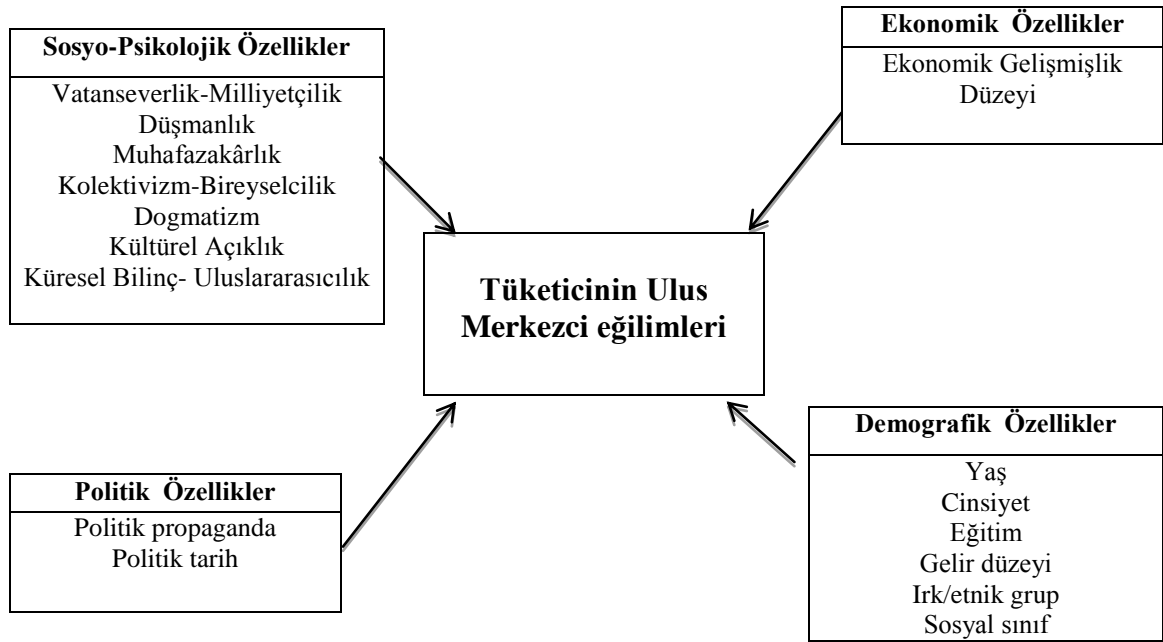 Sosyo-Psikolojik Özellikler
Vatanseverlik-Milliyetçilik
Düşmanlık
Muhafazakârlık
Kolektivizm-Bireyselcilik
Dogmatizm
Kültürel Açıklık
Küresel Bilinç- Uluslararasıcılık
Ekonomik Özellikler
Ekonomik Gelişmişlik
Düzeyi
Tüketicinin Ulus
Merkezci eğilimleri
Politik Özellikler
Politik propaganda
Politik tarih
Demografik Özellikler
Yaş
Cinsiyet
Eğitim
Gelir düzeyi
Irk/etnik grup
Sosyal sınıf